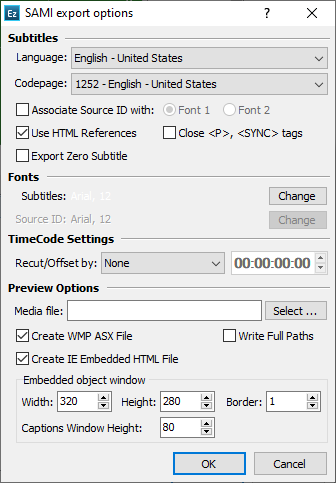 Ez SAMI export options
Subtitles
Language: English - United States
Codepage: 1252 - English - United States
Associate Source ID with: Font 1 Font 2
Use HTML References Close <P>, <SYNC> tags
Export Zero Subtitle
Fonts
Subtitles: Arial, 12 Change
Source ID: Arial, 12 Change
TimeCode Settings
Recut/Offset by: None 00:00:00:00
Preview Options
Media file: Select ...
Create WMP ASX File Write Full Paths
Create IE Embedded HTML File
Embedded object window
Width: 320 Height: 280 Border: 1
Captions Window Height: 80
OK Cancel